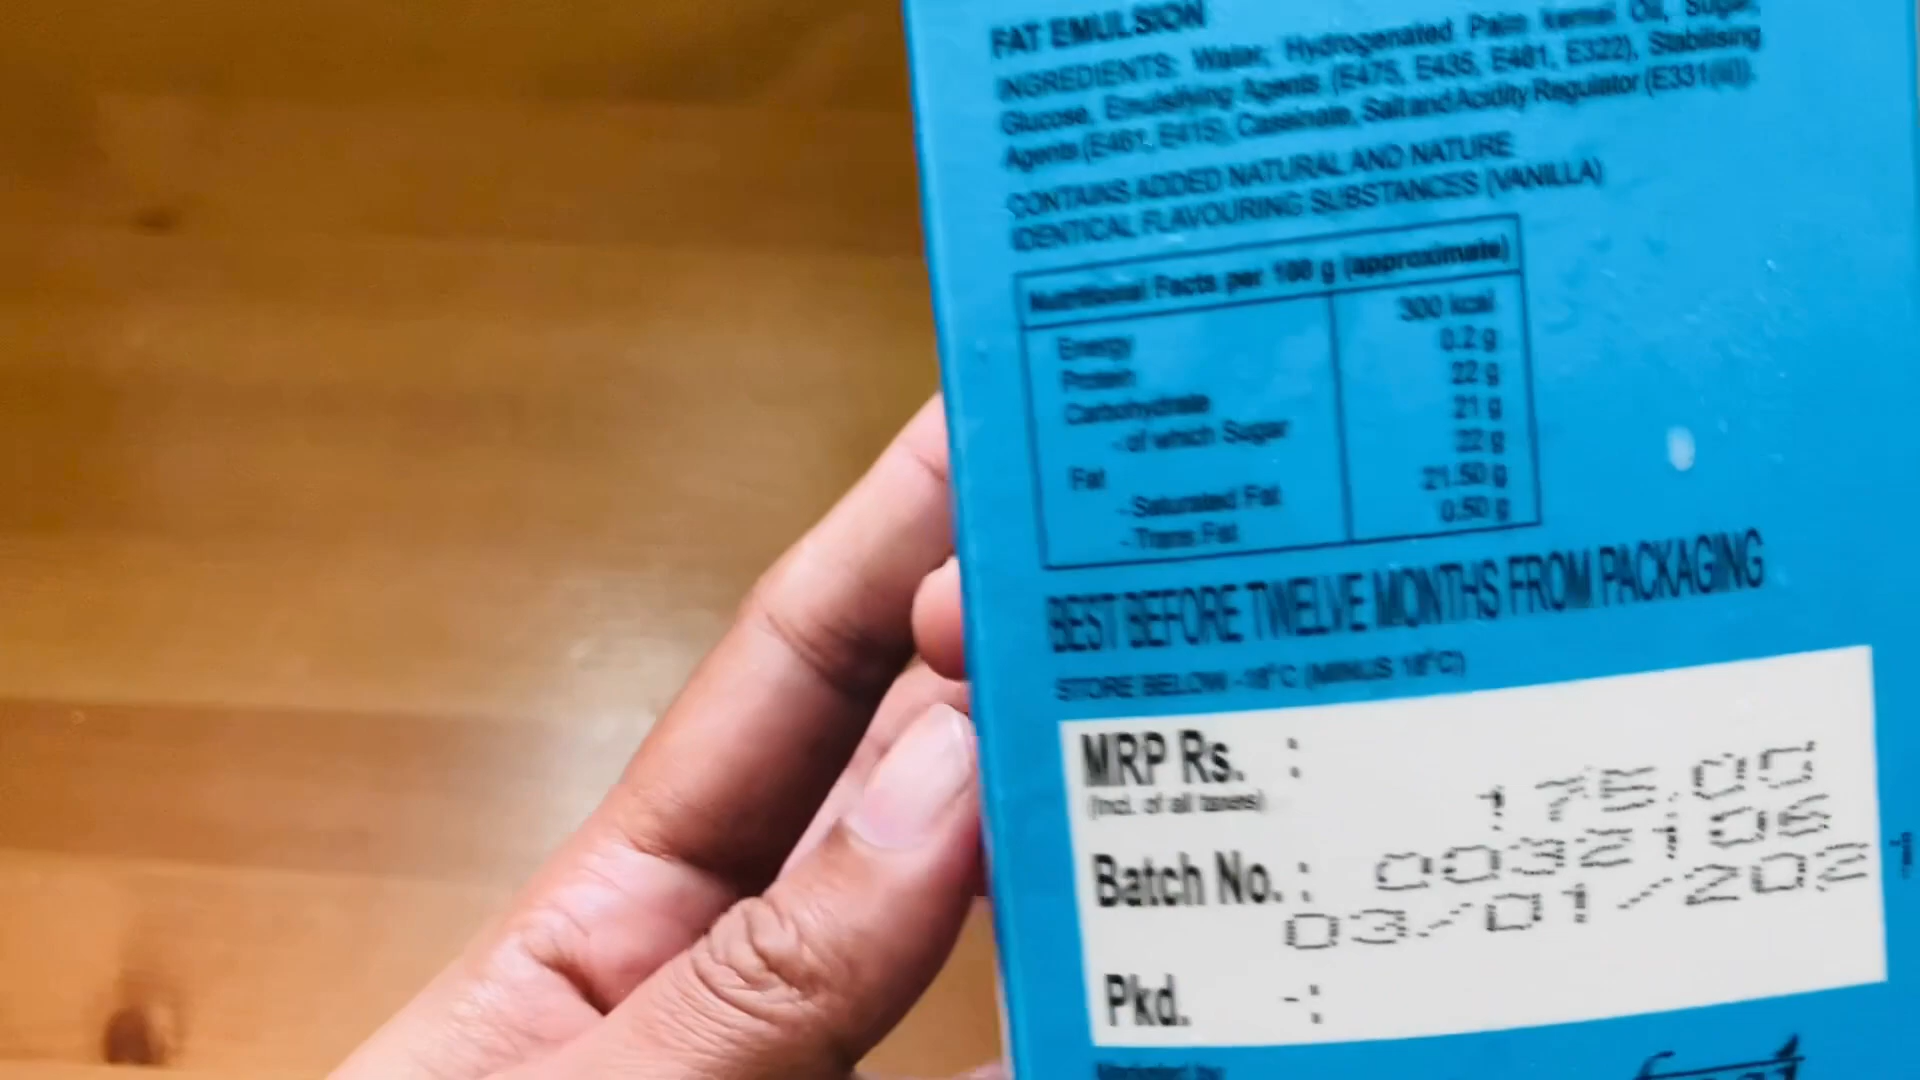 FAT EMULSION
INGREDIENTS: Water, Hydrogenated Palm kernel Oil, Sugar,
Glucose, Emulsifying Agents (E475, E435, E481, E322), Stabilising
Agents (E461, E415), Caseinate, Salt and Acidity Regulator (E331(iii)).
CONTAINS ADDED NATURAL AND NATURE
IDENTICAL FLAVOURING SUBSTANCES (VANILLA)
Nutritional Facts per 100 g (approximate)
Energy 300 kcal
Protein 0.2 g
Carbohydrate 22 g
- of which Sugar 21 g
Fat 22 g
- Saturated Fat 21.50 g
- Trans Fat 0.50 g
BEST BEFORE TWELVE MONTHS FROM PACKAGING
STORE BELOW -18°C (MINUS 18°C)
MRP Rs. :
(Incl. of all taxes)
Batch No. :
03/01/202
Pkd. :